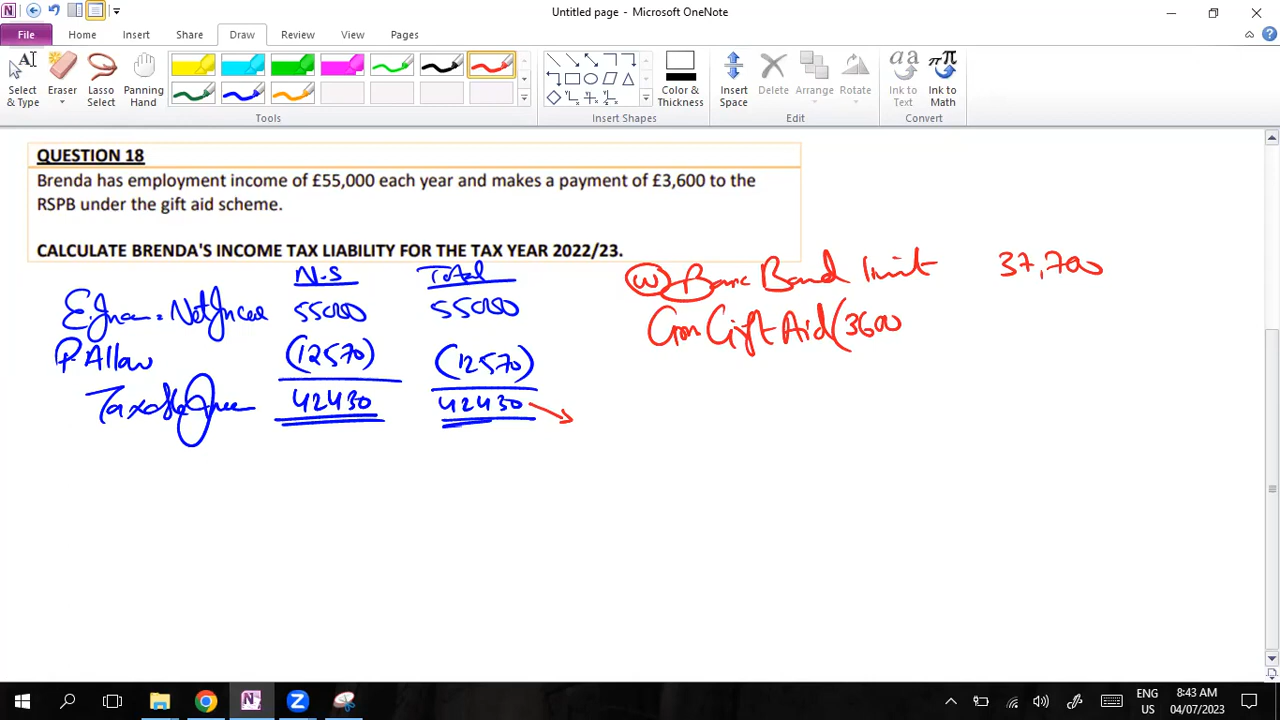 Untitled page - Microsoft OneNote
File Home Insert Draw Review View Pages
Select & Type
Eraser
Lasso Select
Panning Hand
Color & Thickness
Insert Space
Delete
Arrange
Rotate
Ink to Text
Ink to Math
Tools
Insert Shapes
Edit
Convert
QUESTION 18
Brenda has employment income of £55,000 each year and makes a payment of £3,600 to the
RSPB under the gift aid scheme.
CALCULATE BRENDA'S INCOME TAX LIABILITY FOR THE TAX YEAR 2022/23.
N.S Total
= Net 55000 55000
P. Allow (12570) (12570)
42430 42430
W Band limit 37,700
Gift Aid (3600
ENG
US
8:43 AM
04/07/2023